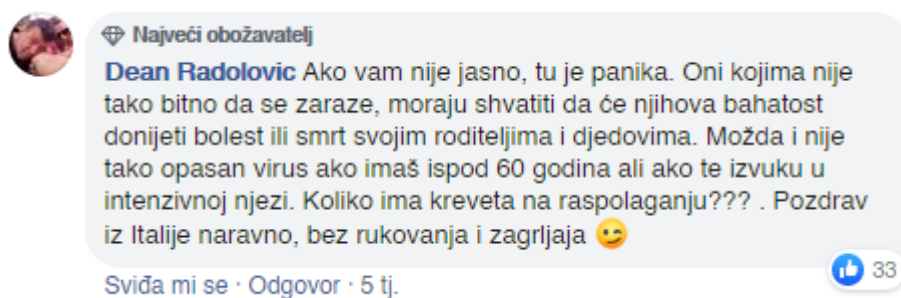 Najveći obožavatelj
Dean Radolovic Ako vam nije jasno, tu je panika. Oni kojima nije
tako bitno da se zaraze, moraju shvatiti da će njihova bahatost
donijeti bolest ili smrt svojim roditeljima i djedovima. Možda i nije
tako opasan virus ako imaš ispod 60 godina ali ako te izvuku u
intenzivnoj njezi. Koliko ima kreveta na raspolaganju??? . Pozdrav
iz Italije naravno, bez rukovanja i zagrljaja 😉
33
Sviđa mi se · Odgovor · 5 tj.